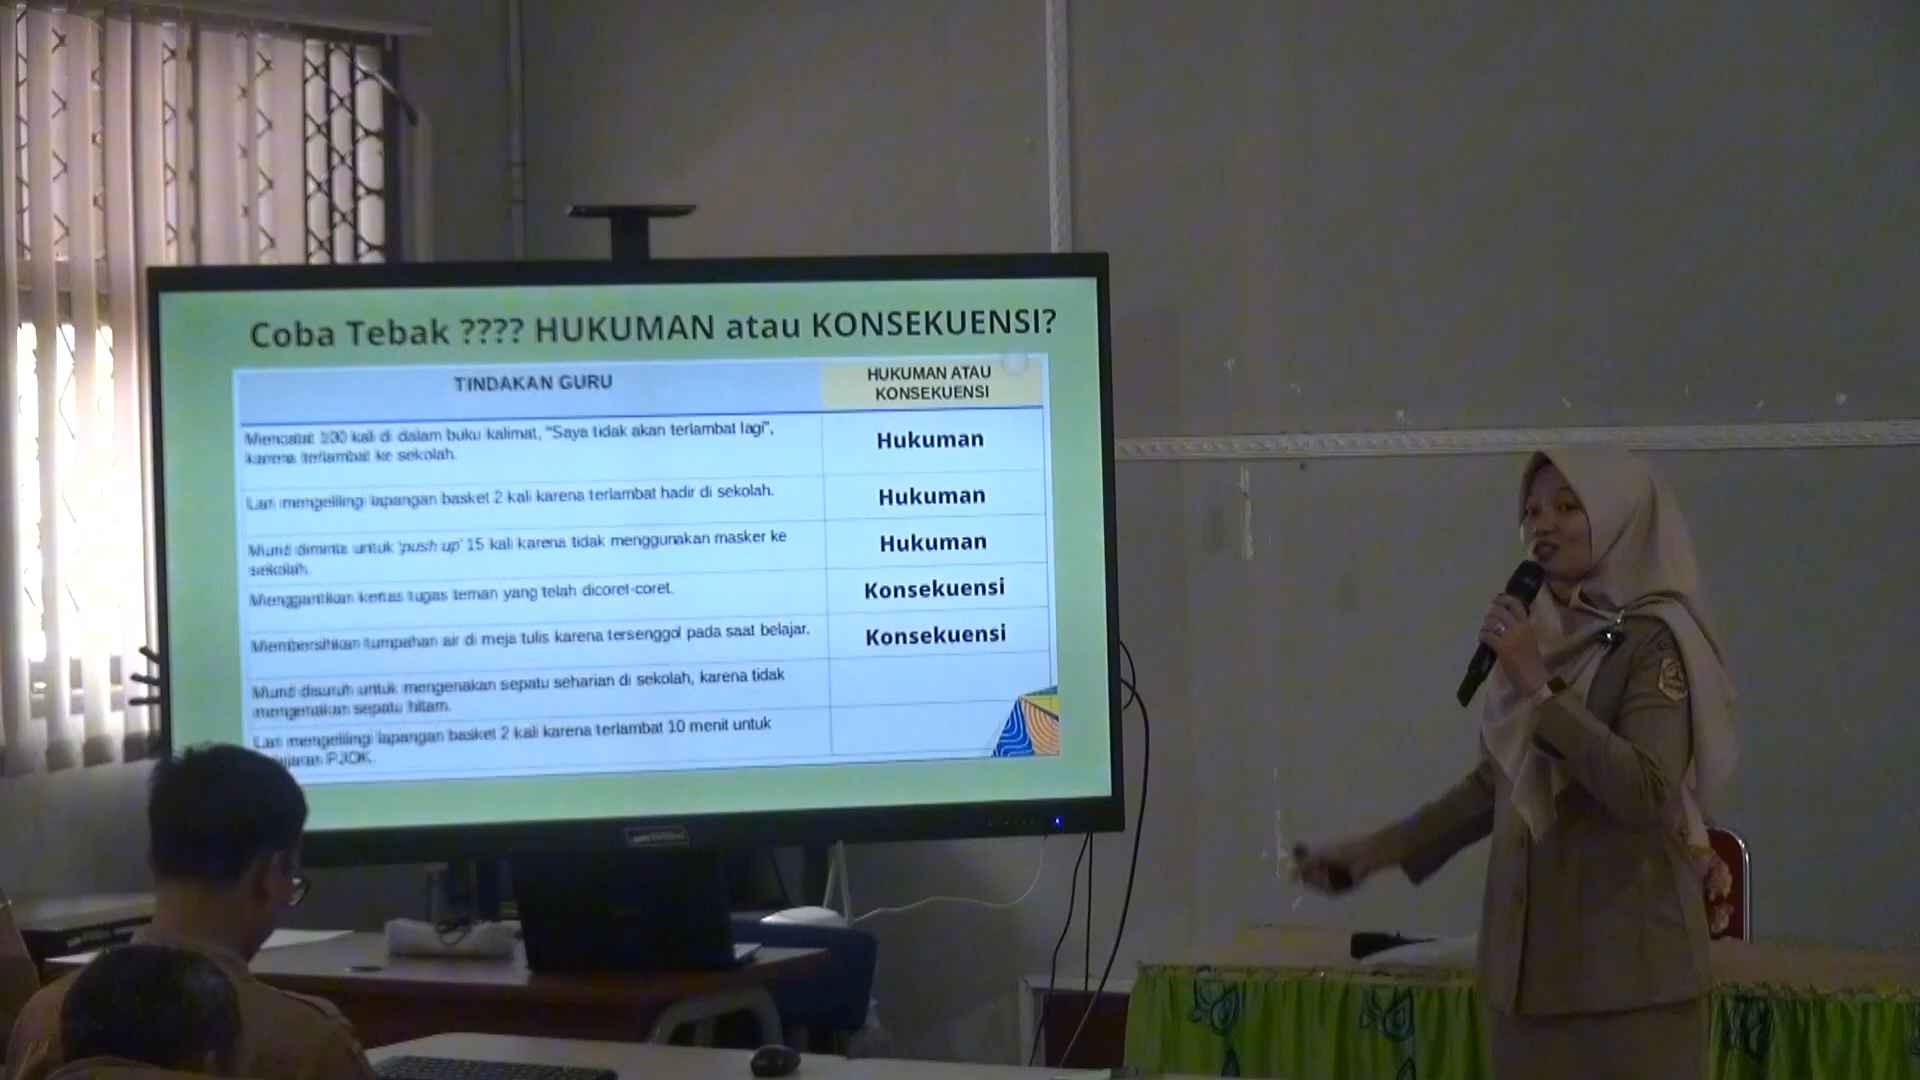 Coba Tebak ???? HUKUMAN atau KONSEKUENSI?
TINDAKAN GURU
HUKUMAN ATAU
KONSEKUENSI
Mencatat 100 kali di dalam buku kalimat, "Saya tidak akan terlambat lagi",
karena terlambat ke sekolah.
Hukuman
Lari mengelilingi lapangan basket 2 kali karena terlambat hadir di sekolah.
Hukuman
Murid diminta untuk 'push up' 15 kali karena tidak menggunakan masker ke
sekolah.
Hukuman
Menggantikan kertas tugas teman yang telah dicoret-coret.
Konsekuensi
Membersihkan tumpahan air di meja tulis karena tersenggol pada saat belajar.
Konsekuensi
Murid disuruh untuk mengenakan sepatu seharian di sekolah, karena tidak
mengenakan sepatu hitam.
Lari mengelilingi lapangan basket 2 kali karena terlambat 10 menit untuk
PJOK.